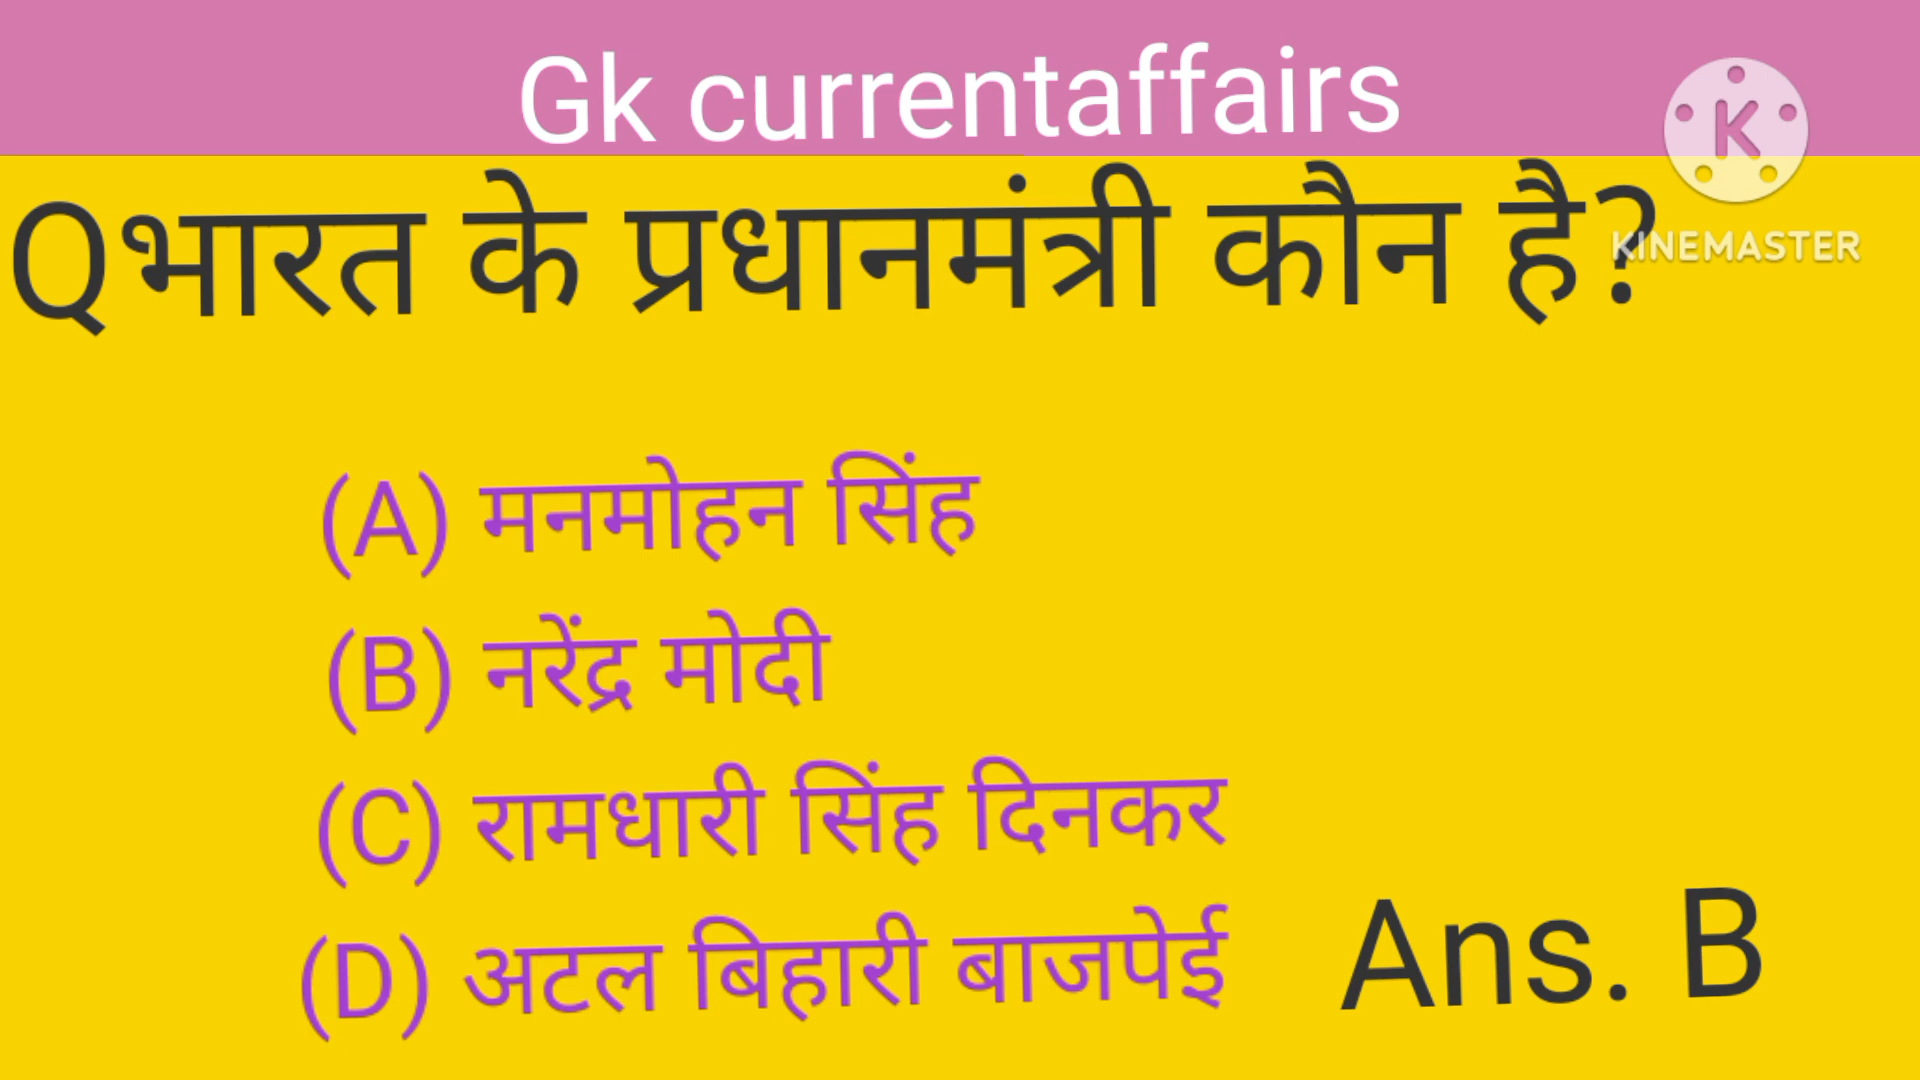 Gk currentaffairs
K
KINEMASTER
Qभारत के प्रधानमंत्री कौन है?
(A) मनमोहन सिंह
(B) नरेंद्र मोदी
(C) रामधारी सिंह दिनकर
(D) अटल बिहारी बाजपेई
Ans. B